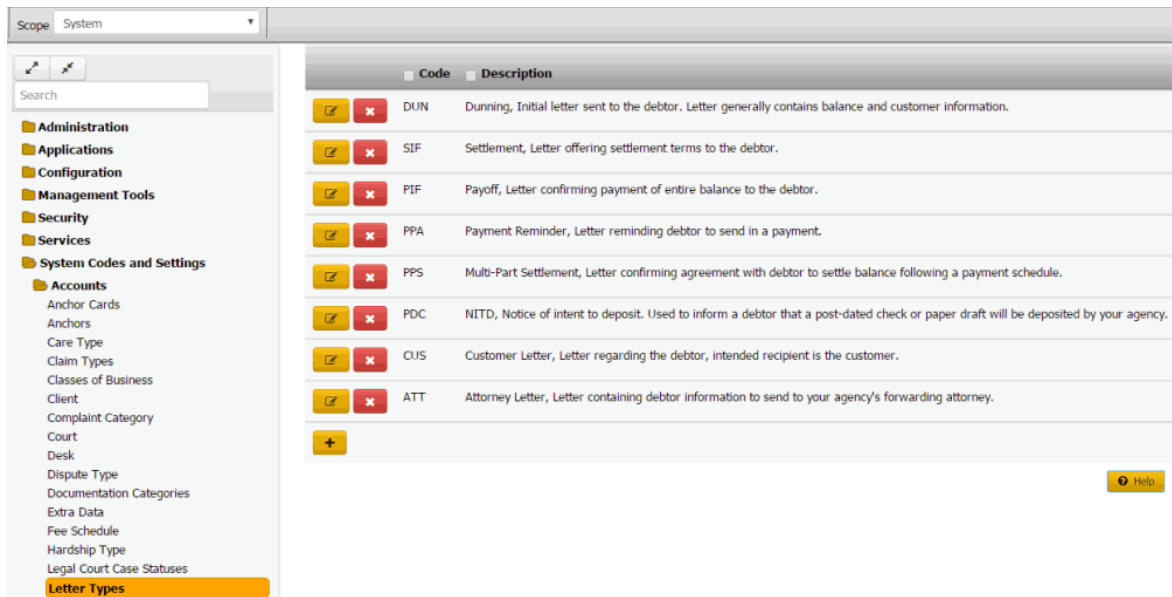 Scope System
Search
Administration
Applications
Configuration
Management Tools
Security
Services
System Codes and Settings
Accounts
Anchor Cards
Anchors
Care Type
Claim Types
Classes of Business
Client
Complaint Category
Court
Desk
Dispute Type
Documentation Categories
Extra Data
Fee Schedule
Hardship Type
Legal Court Case Statuses
Letter Types
Code Description
DUN Dunning, Initial letter sent to the debtor. Letter generally contains balance and customer information.
SIF Settlement, Letter offering settlement terms to the debtor.
PIF Payoff, Letter confirming payment of entire balance to the debtor.
PPA Payment Reminder, Letter reminding debtor to send in a payment.
PPS Multi-Part Settlement, Letter confirming agreement with debtor to settle balance following a payment schedule.
PDC NITD, Notice of intent to deposit. Used to inform a debtor that a post-dated check or paper draft will be deposited by your agency.
CUS Customer Letter, Letter regarding the debtor, intended recipient is the customer.
ATT Attorney Letter, Letter containing debtor information to send to your agency's forwarding attorney.
Help